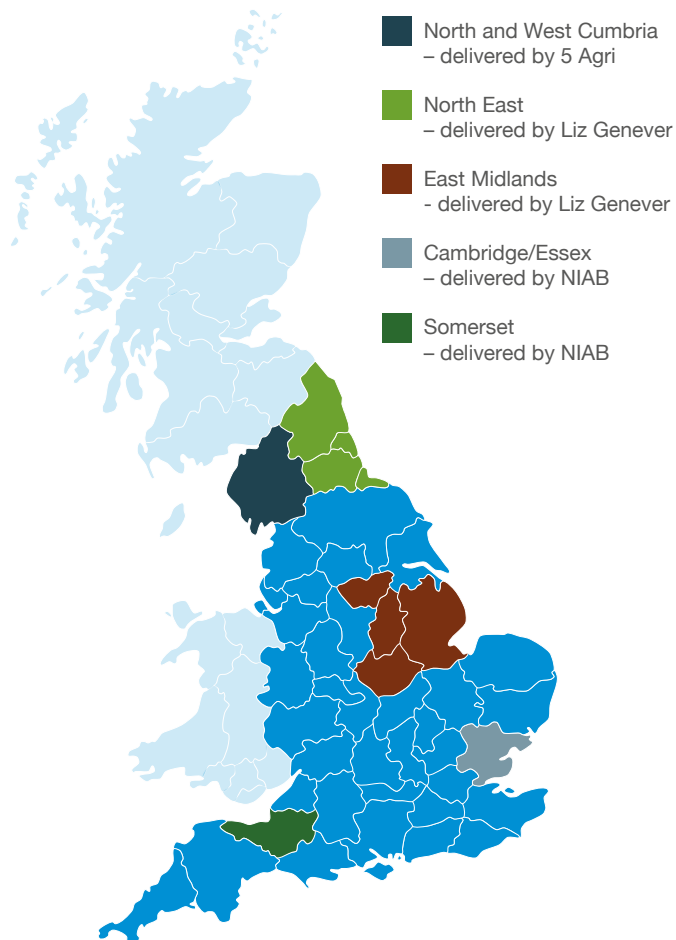 North and West Cumbria
– delivered by 5 Agri
North East
– delivered by Liz Genever
East Midlands
- delivered by Liz Genever
Cambridge/Essex
– delivered by NIAB
Somerset
– delivered by NIAB